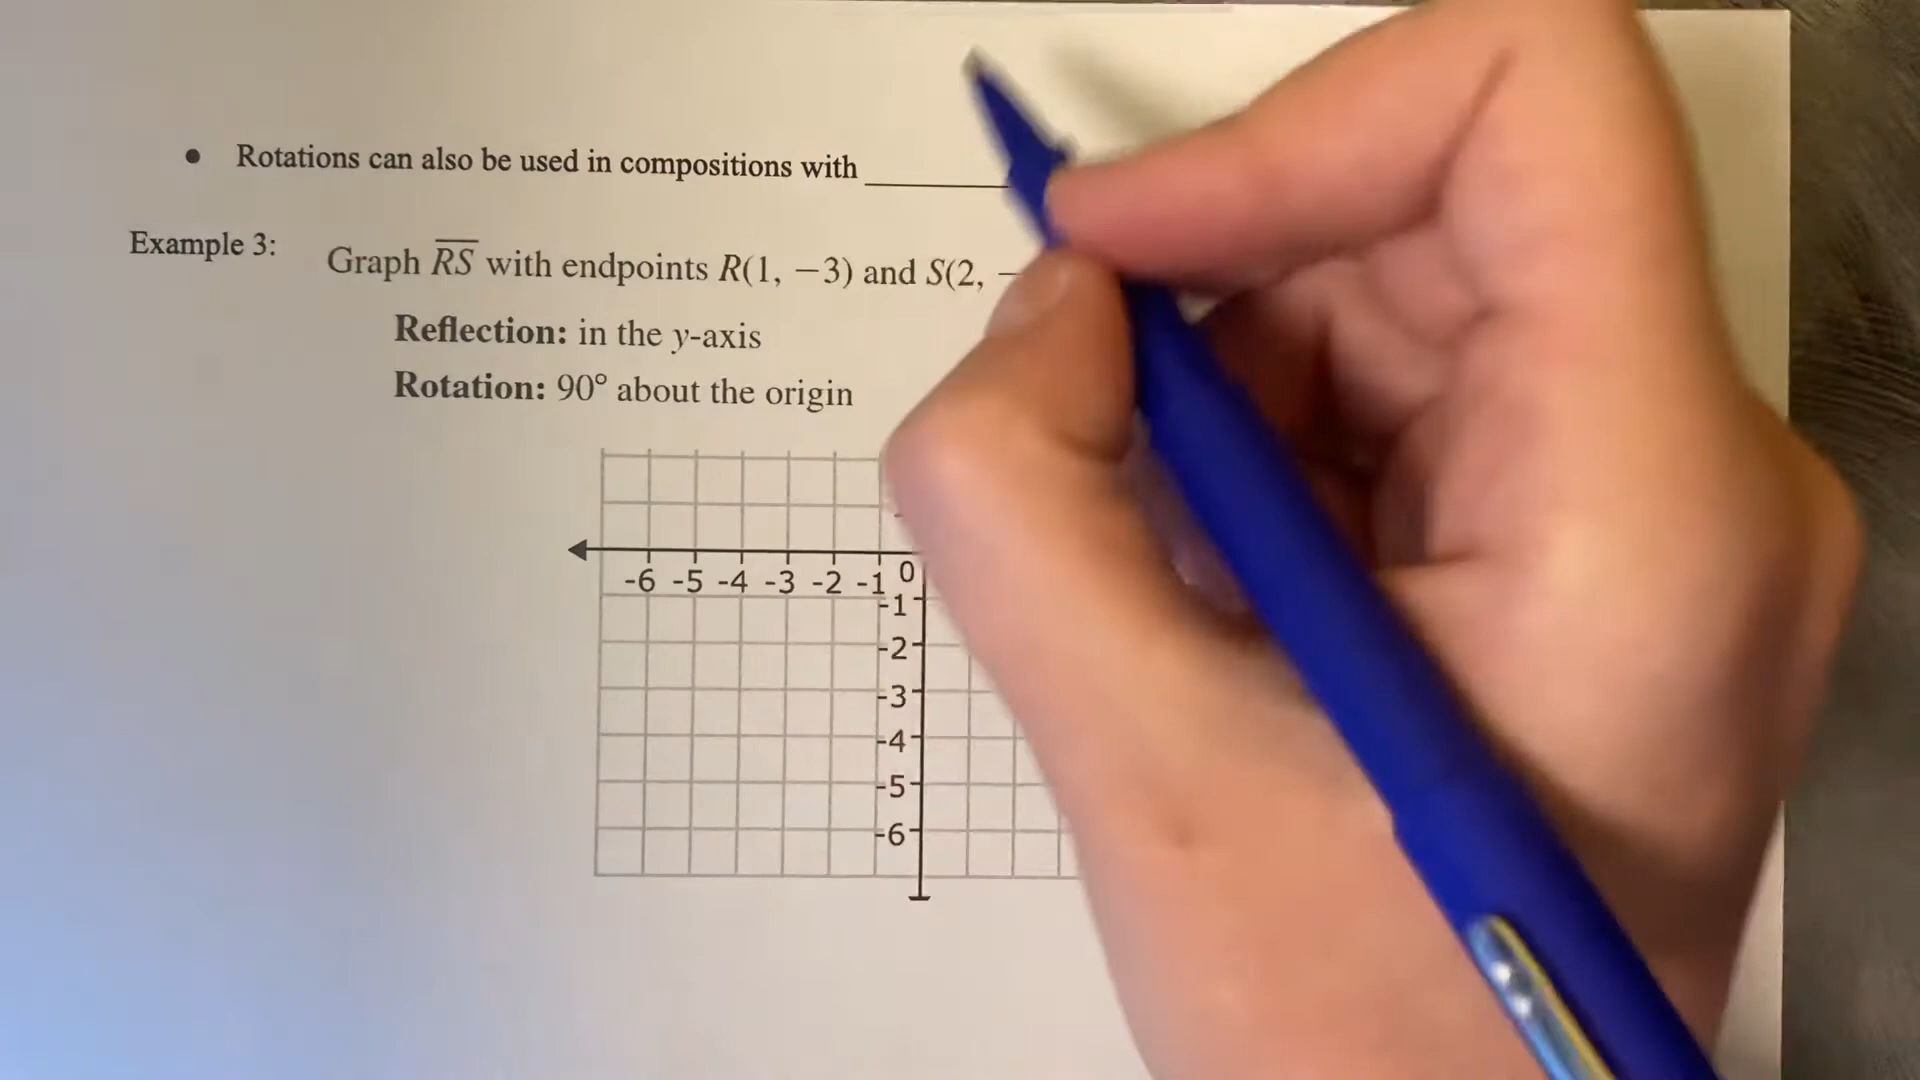 • Rotations can also be used in compositions with
Example 3: Graph RS with endpoints R(1, −3) and S(2, −
Reflection: in the y-axis
Rotation: 90° about the origin
-6 -5 -4 -3 -2 -1 0
-1
-2
-3
-4
-5
-6